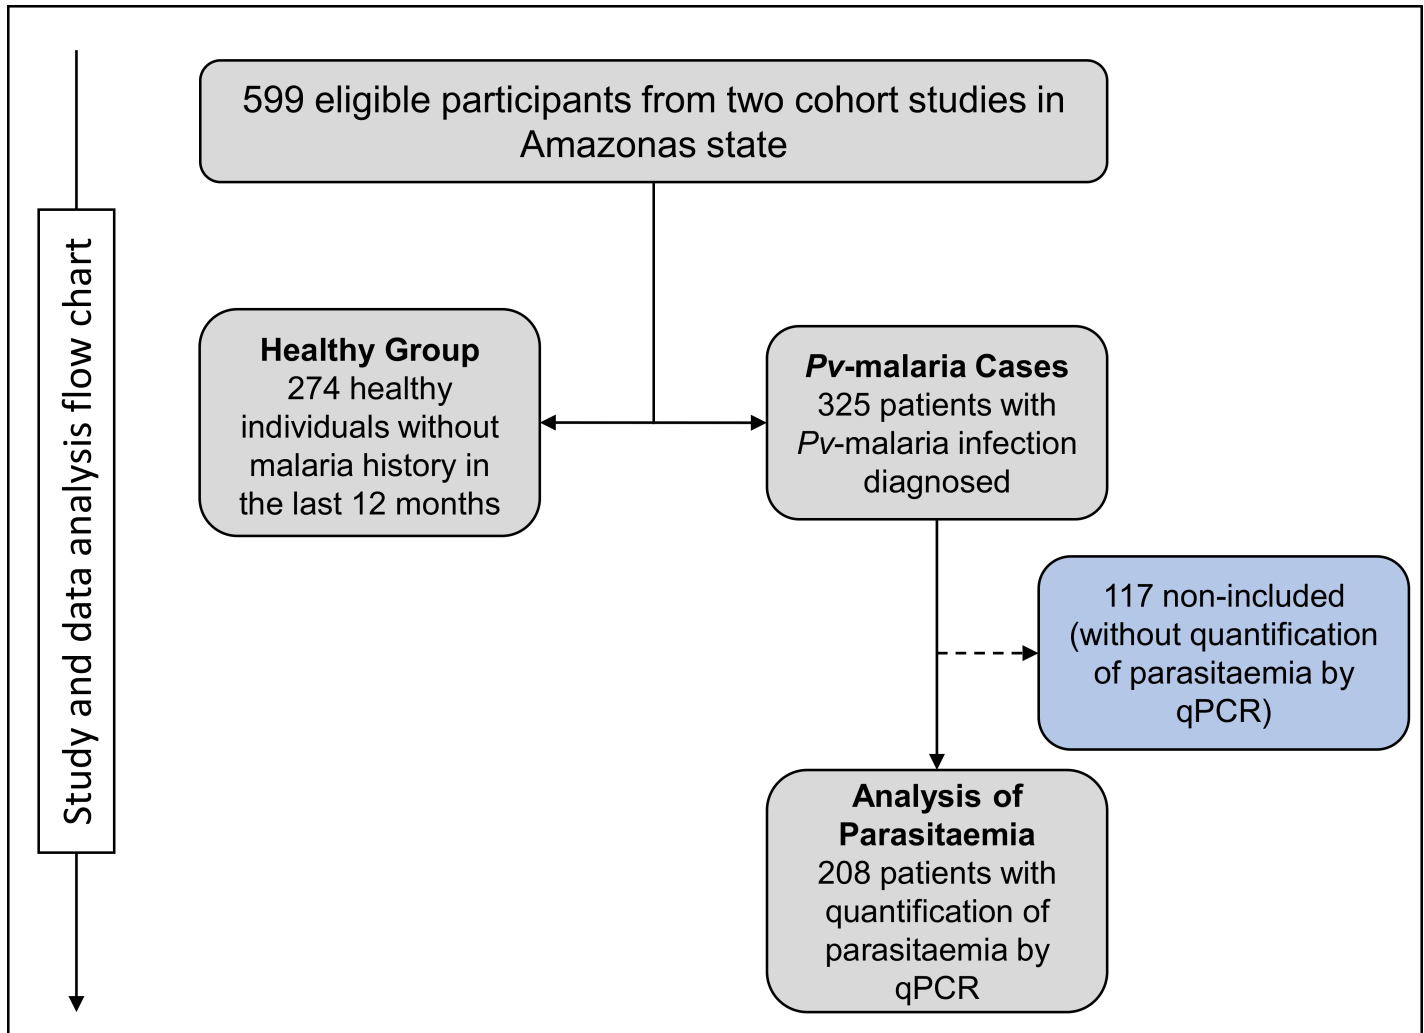 599 eligible participants from two cohort studies in
Amazonas state
Study and data analysis flow chart
Healthy Group
274 healthy
individuals without
malaria history in
the last 12 months
Pv-malaria Cases
325 patients with
Pv-malaria infection
diagnosed
117 non-included
(without quantification
of parasitaemia by
qPCR)
Analysis of
Parasitaemia
208 patients with
quantification of
parasitaemia by
qPCR